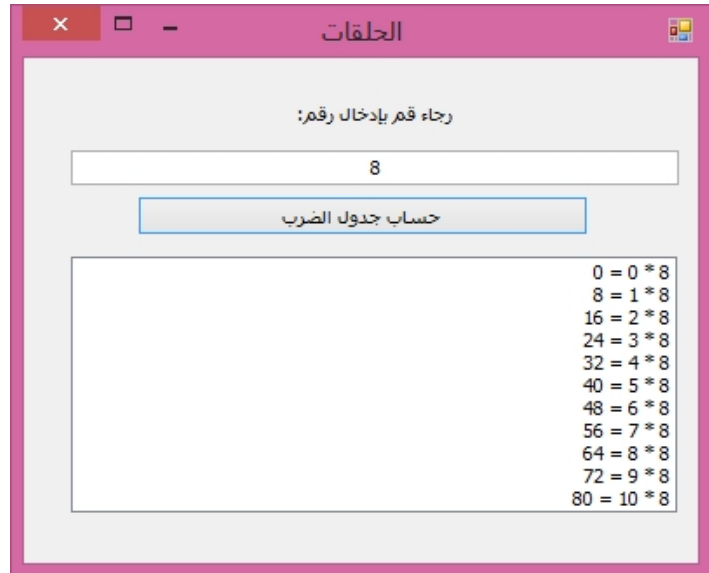 الحلقات
رجاء قم بإدخال رقم:
8
حساب جدول الضرب
8 * 0 = 0
8 * 1 = 8
8 * 2 = 16
8 * 3 = 24
8 * 4 = 32
8 * 5 = 40
8 * 6 = 48
8 * 7 = 56
8 * 8 = 64
8 * 9 = 72
8 * 10 = 80